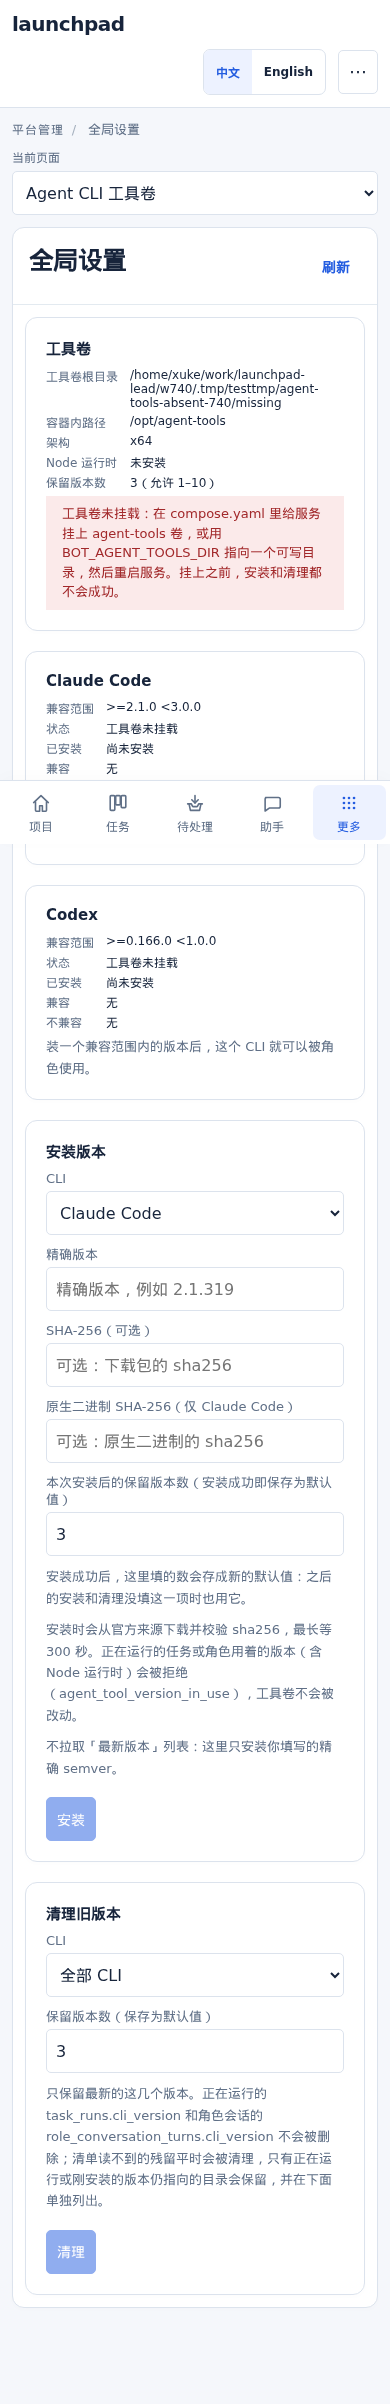 launchpad
中文
English
…
平台管理 / 全局设置
当前页面
Agent CLI 工具卷
全局设置
刷新
工具卷
工具卷根目录 /home/xuke/work/launchpad-
lead/w740/.tmp/testtmp/agent-
tools-absent-740/missing
容器内路径 /opt/agent-tools
架构 x64
Node 运行时 未安装
保留版本数 3（允许 1–10）
工具卷未挂载：在 compose.yaml 里给服务
挂上 agent-tools 卷，或用
BOT_AGENT_TOOLS_DIR 指向一个可写目
录，然后重启服务。挂上之前，安装和清理都
不会成功。
Claude Code
兼容范围 >=2.1.0 <3.0.0
状态 工具卷未挂载
已安装 尚未安装
兼容 无
项目
任务
待处理
助手
更多
Codex
兼容范围 >=0.166.0 <1.0.0
状态 工具卷未挂载
已安装 尚未安装
兼容 无
不兼容 无
装一个兼容范围内的版本后，这个 CLI 就可以被角
色使用。
安装版本
CLI
Claude Code
精确版本
精确版本，例如 2.1.319
SHA-256（可选）
可选：下载包的 sha256
原生二进制 SHA-256（仅 Claude Code）
可选：原生二进制的 sha256
本次安装后的保留版本数（安装成功即保存为默认
值）
3
安装成功后，这里填的数会存成新的默认值：之后
的安装和清理没填这一项时也用它。
安装时会从官方来源下载并校验 sha256，最长等
300 秒。正在运行的任务或角色用着的版本（含
Node 运行时）会被拒绝
（agent_tool_version_in_use），工具卷不会被
改动。
不拉取「最新版本」列表：这里只安装你填写的精
确 semver。
安装
清理旧版本
CLI
全部 CLI
保留版本数（保存为默认值）
3
只保留最新的这几个版本。正在运行的
task_runs.cli_version 和角色会话的
role_conversation_turns.cli_version 不会被删
除；清单读不到的残留平时会被清理，只有正在运
行或刚安装的版本仍指向的目录会保留，并在下面
单独列出。
清理